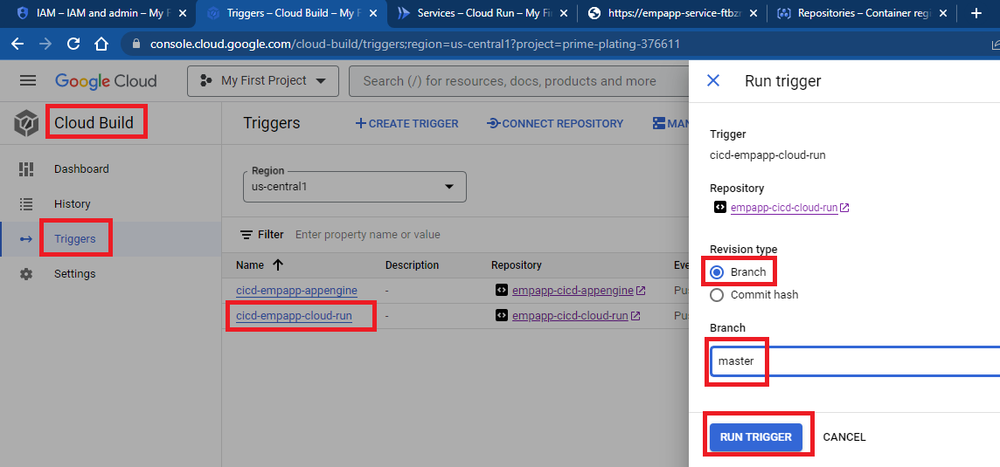 IAM – IAM and admin – My F
Triggers – Cloud Build – My F
Services – Cloud Run – My Fi
https://empapp-service-ftbzr
Repositories – Container regi
console.cloud.google.com/cloud-build/triggers;region=us-central1?project=prime-plating-376611
Google Cloud
My First Project
Search (/) for resources, docs, products and more
Cloud Build
Dashboard
History
Triggers
Settings
Triggers
CREATE TRIGGER
CONNECT REPOSITORY
MAN
Region
us-central1
Filter Enter property name or value
Name Description Repository Eve
cicd-empapp-appengine - empapp-cicd-appengine Pus
cicd-empapp-cloud-run - empapp-cicd-cloud-run Pus
Run trigger
Trigger
cicd-empapp-cloud-run
Repository
empapp-cicd-cloud-run
Revision type
Branch
Commit hash
Branch
master
RUN TRIGGER CANCEL